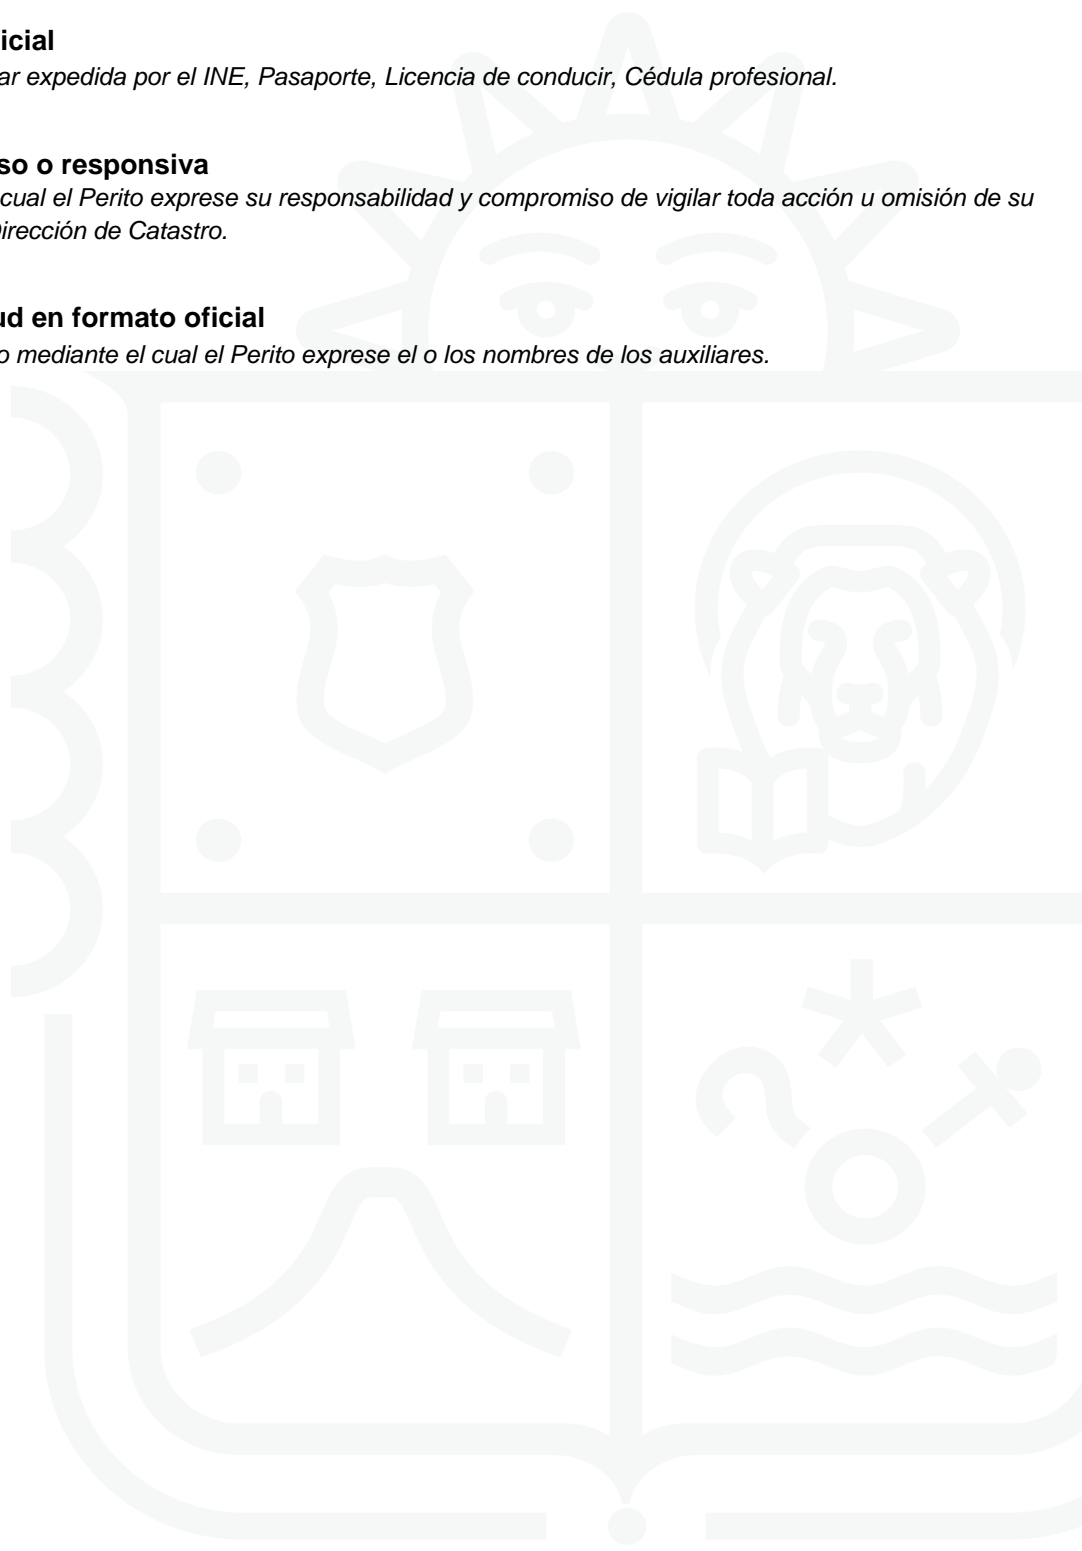 icial
ar expedida por el INE, Pasaporte, Licencia de conducir, Cédula profesional.
so o responsiva
cual el Perito exprese su responsabilidad y compromiso de vigilar toda acción u omisión de su
irección de Catastro.
ud en formato oficial
o mediante el cual el Perito exprese el o los nombres de los auxiliares.